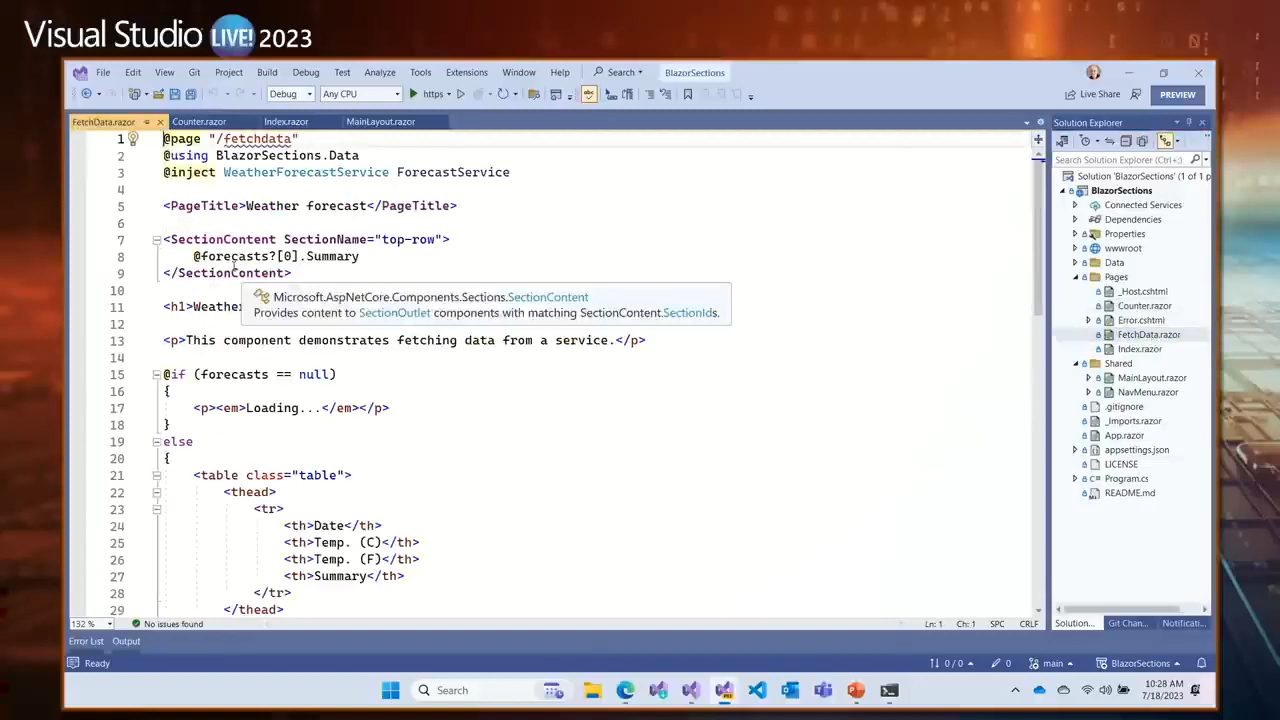 Visual Studio LIVE! 2023
File Edit View Git Project Build Debug Test Analyze Tools Extensions Window Help Search BlazorSections
Debug Any CPU https Live Share PREVIEW
FetchData.razor Counter.razor Index.razor MainLayout.razor
1 @page "/fetchdata"
2 @using BlazorSections.Data
3 @inject WeatherForecastService ForecastService
4
5 <PageTitle>Weather forecast</PageTitle>
6
7 <SectionContent SectionName="top-row">
8 @forecasts?[0].Summary
9 </SectionContent>
10
11 <h1>Weather
Microsoft.AspNetCore.Components.Sections.SectionContent
Provides content to SectionOutlet components with matching SectionContent.SectionIds.
12
13 <p>This component demonstrates fetching data from a service.</p>
14
15 @if (forecasts == null)
16 {
17 <p><em>Loading...</em></p>
18 }
19 else
20 {
21 <table class="table">
22 <thead>
23 <tr>
24 <th>Date</th>
25 <th>Temp. (C)</th>
26 <th>Temp. (F)</th>
27 <th>Summary</th>
28 </tr>
29 </thead>
132 % No issues found Ln: 1 Ch: 1 SPC CRLF
Solution Explorer
Search Solution Explorer (Ctrl+;)
Solution 'BlazorSections' (1 of 1 p
BlazorSections
Connected Services
Dependencies
Properties
wwwroot
Data
Pages
_Host.cshtml
Counter.razor
Error.cshtml
FetchData.razor
Index.razor
Shared
MainLayout.razor
NavMenu.razor
.gitignore
_Imports.razor
App.razor
appsettings.json
LICENSE
Program.cs
README.md
Solution... Git Chan... Notificati...
Error List Output
Ready 0 / 0 0 main BlazorSections
Search
10:28 AM
7/18/2023